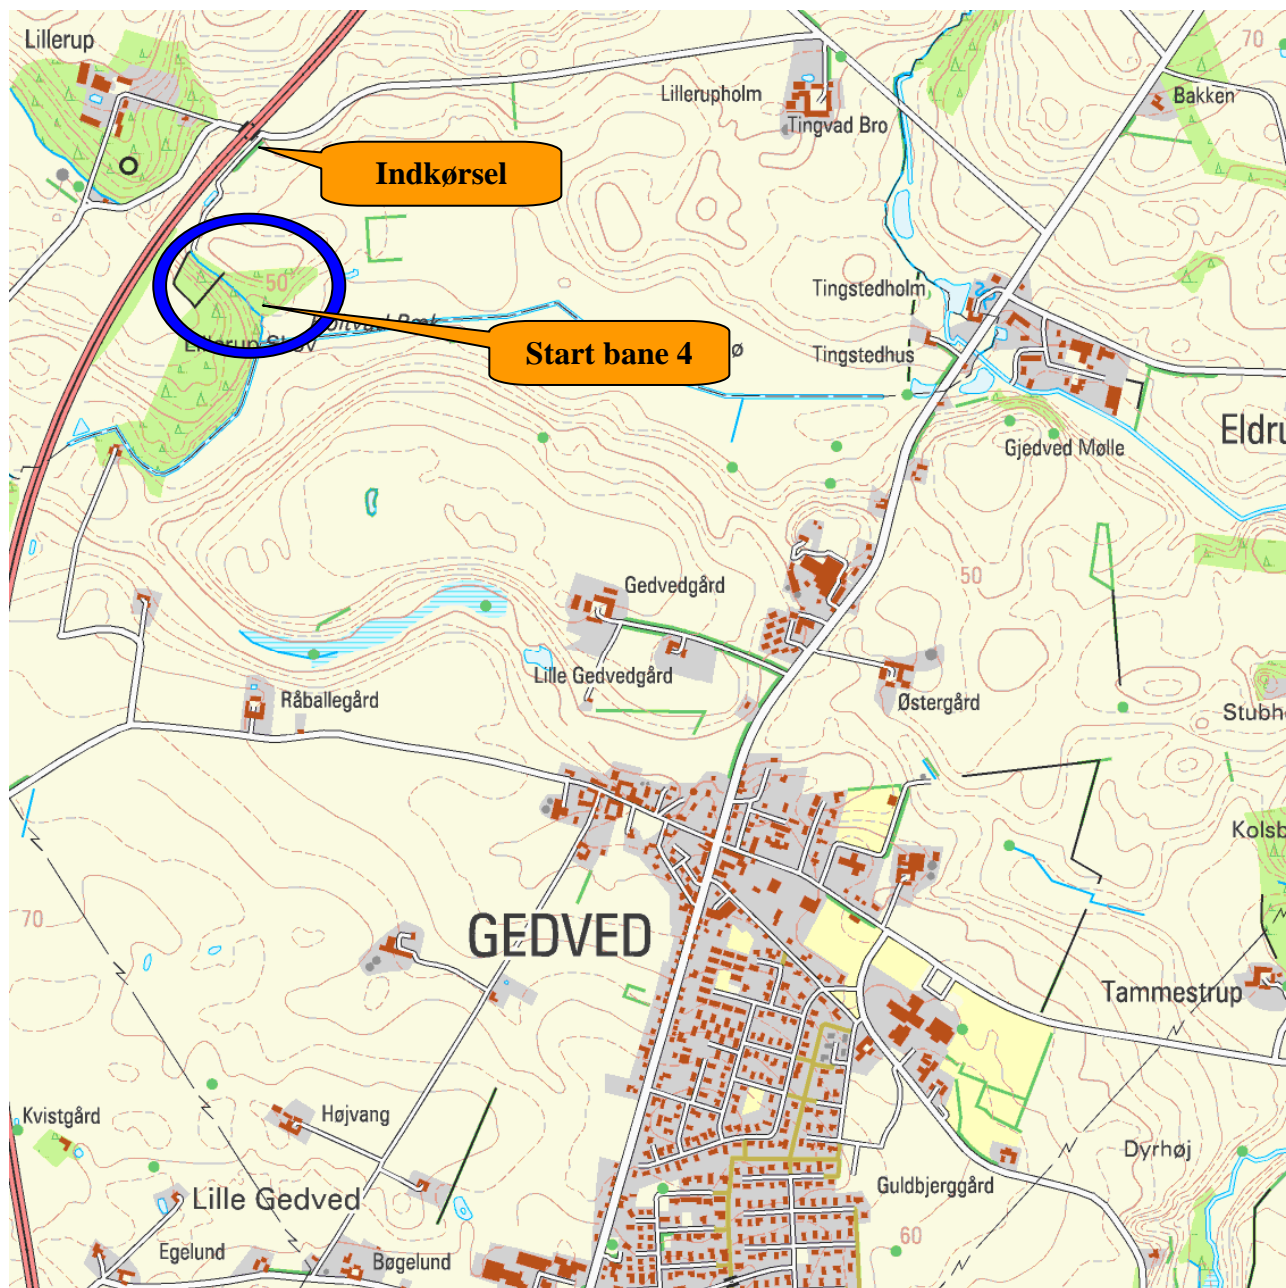 Lillerup
70
Bakken
Lillerupholm
Tingvad Bro
Indkørsel
50
Tingstedholm
Start bane 4
ø
Tingstedhus
Eldru
Gjedved Mølle
50
Gedvedgård
Lille Gedvedgård
Råballegård
Østergård
Stubh
Kolsb
70
GEDVED
Tammestrup
Kvistgård
Højvang
Dyrhøj
Lille Gedved
Guldbjerggård
Egelund
Bøgelund
60